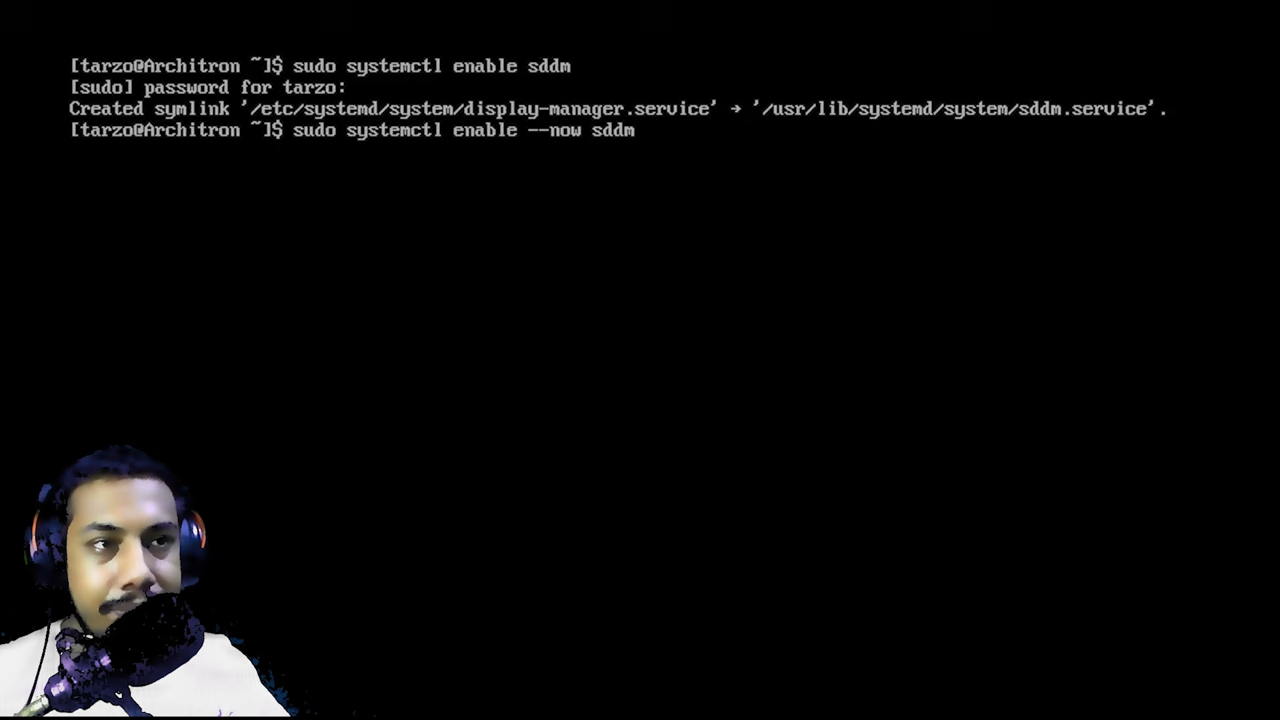 [tarzo@Architron ~]$ sudo systemctl enable sddm
[sudo] password for tarzo:
Created symlink '/etc/systemd/system/display-manager.service' → '/usr/lib/systemd/system/sddm.service'.
[tarzo@Architron ~]$ sudo systemctl enable --now sddm